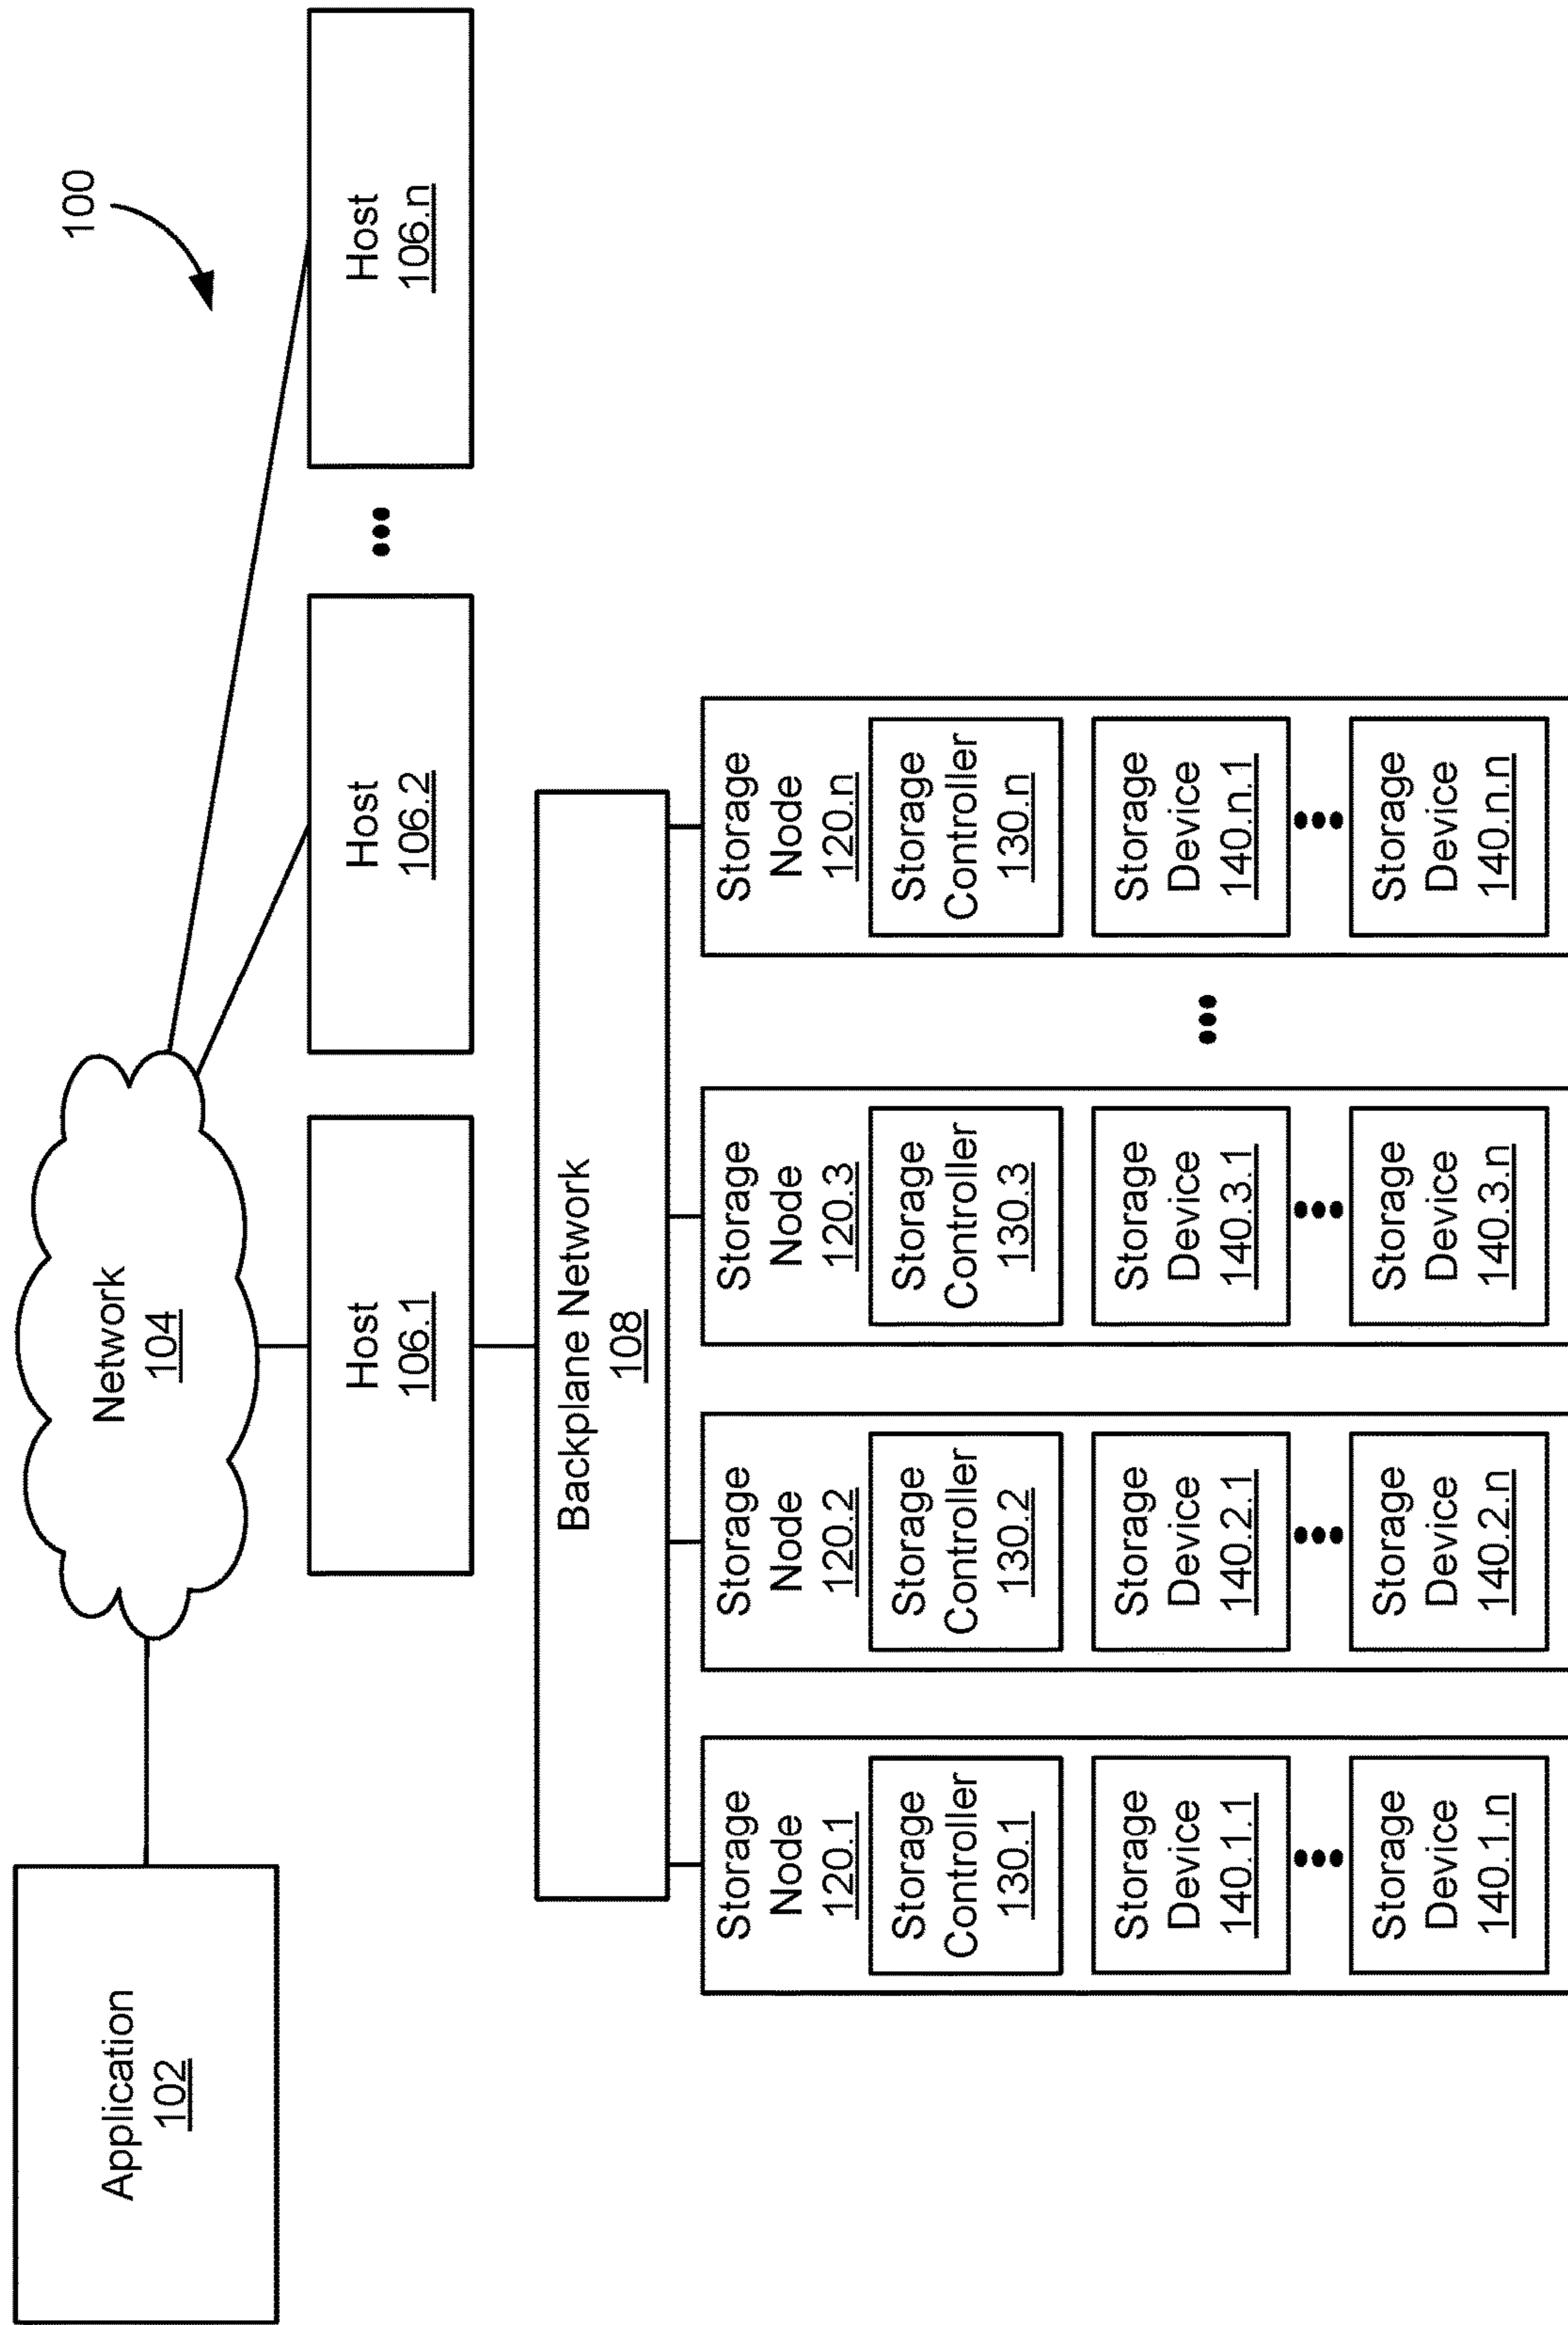 100
Application
102
Network
104
Host
106.1
Host
106.2
Host
106.n
Backplane Network
108
Storage
Node
120.1
Storage
Controller
130.1
Storage
Device
140.1.1
Storage
Device
140.1.n
Storage
Node
120.2
Storage
Controller
130.2
Storage
Device
140.2.1
Storage
Device
140.2.n
Storage
Node
120.3
Storage
Controller
130.3
Storage
Device
140.3.1
Storage
Device
140.3.n
Storage
Node
120.n
Storage
Controller
130.n
Storage
Device
140.n.1
Storage
Device
140.n.n